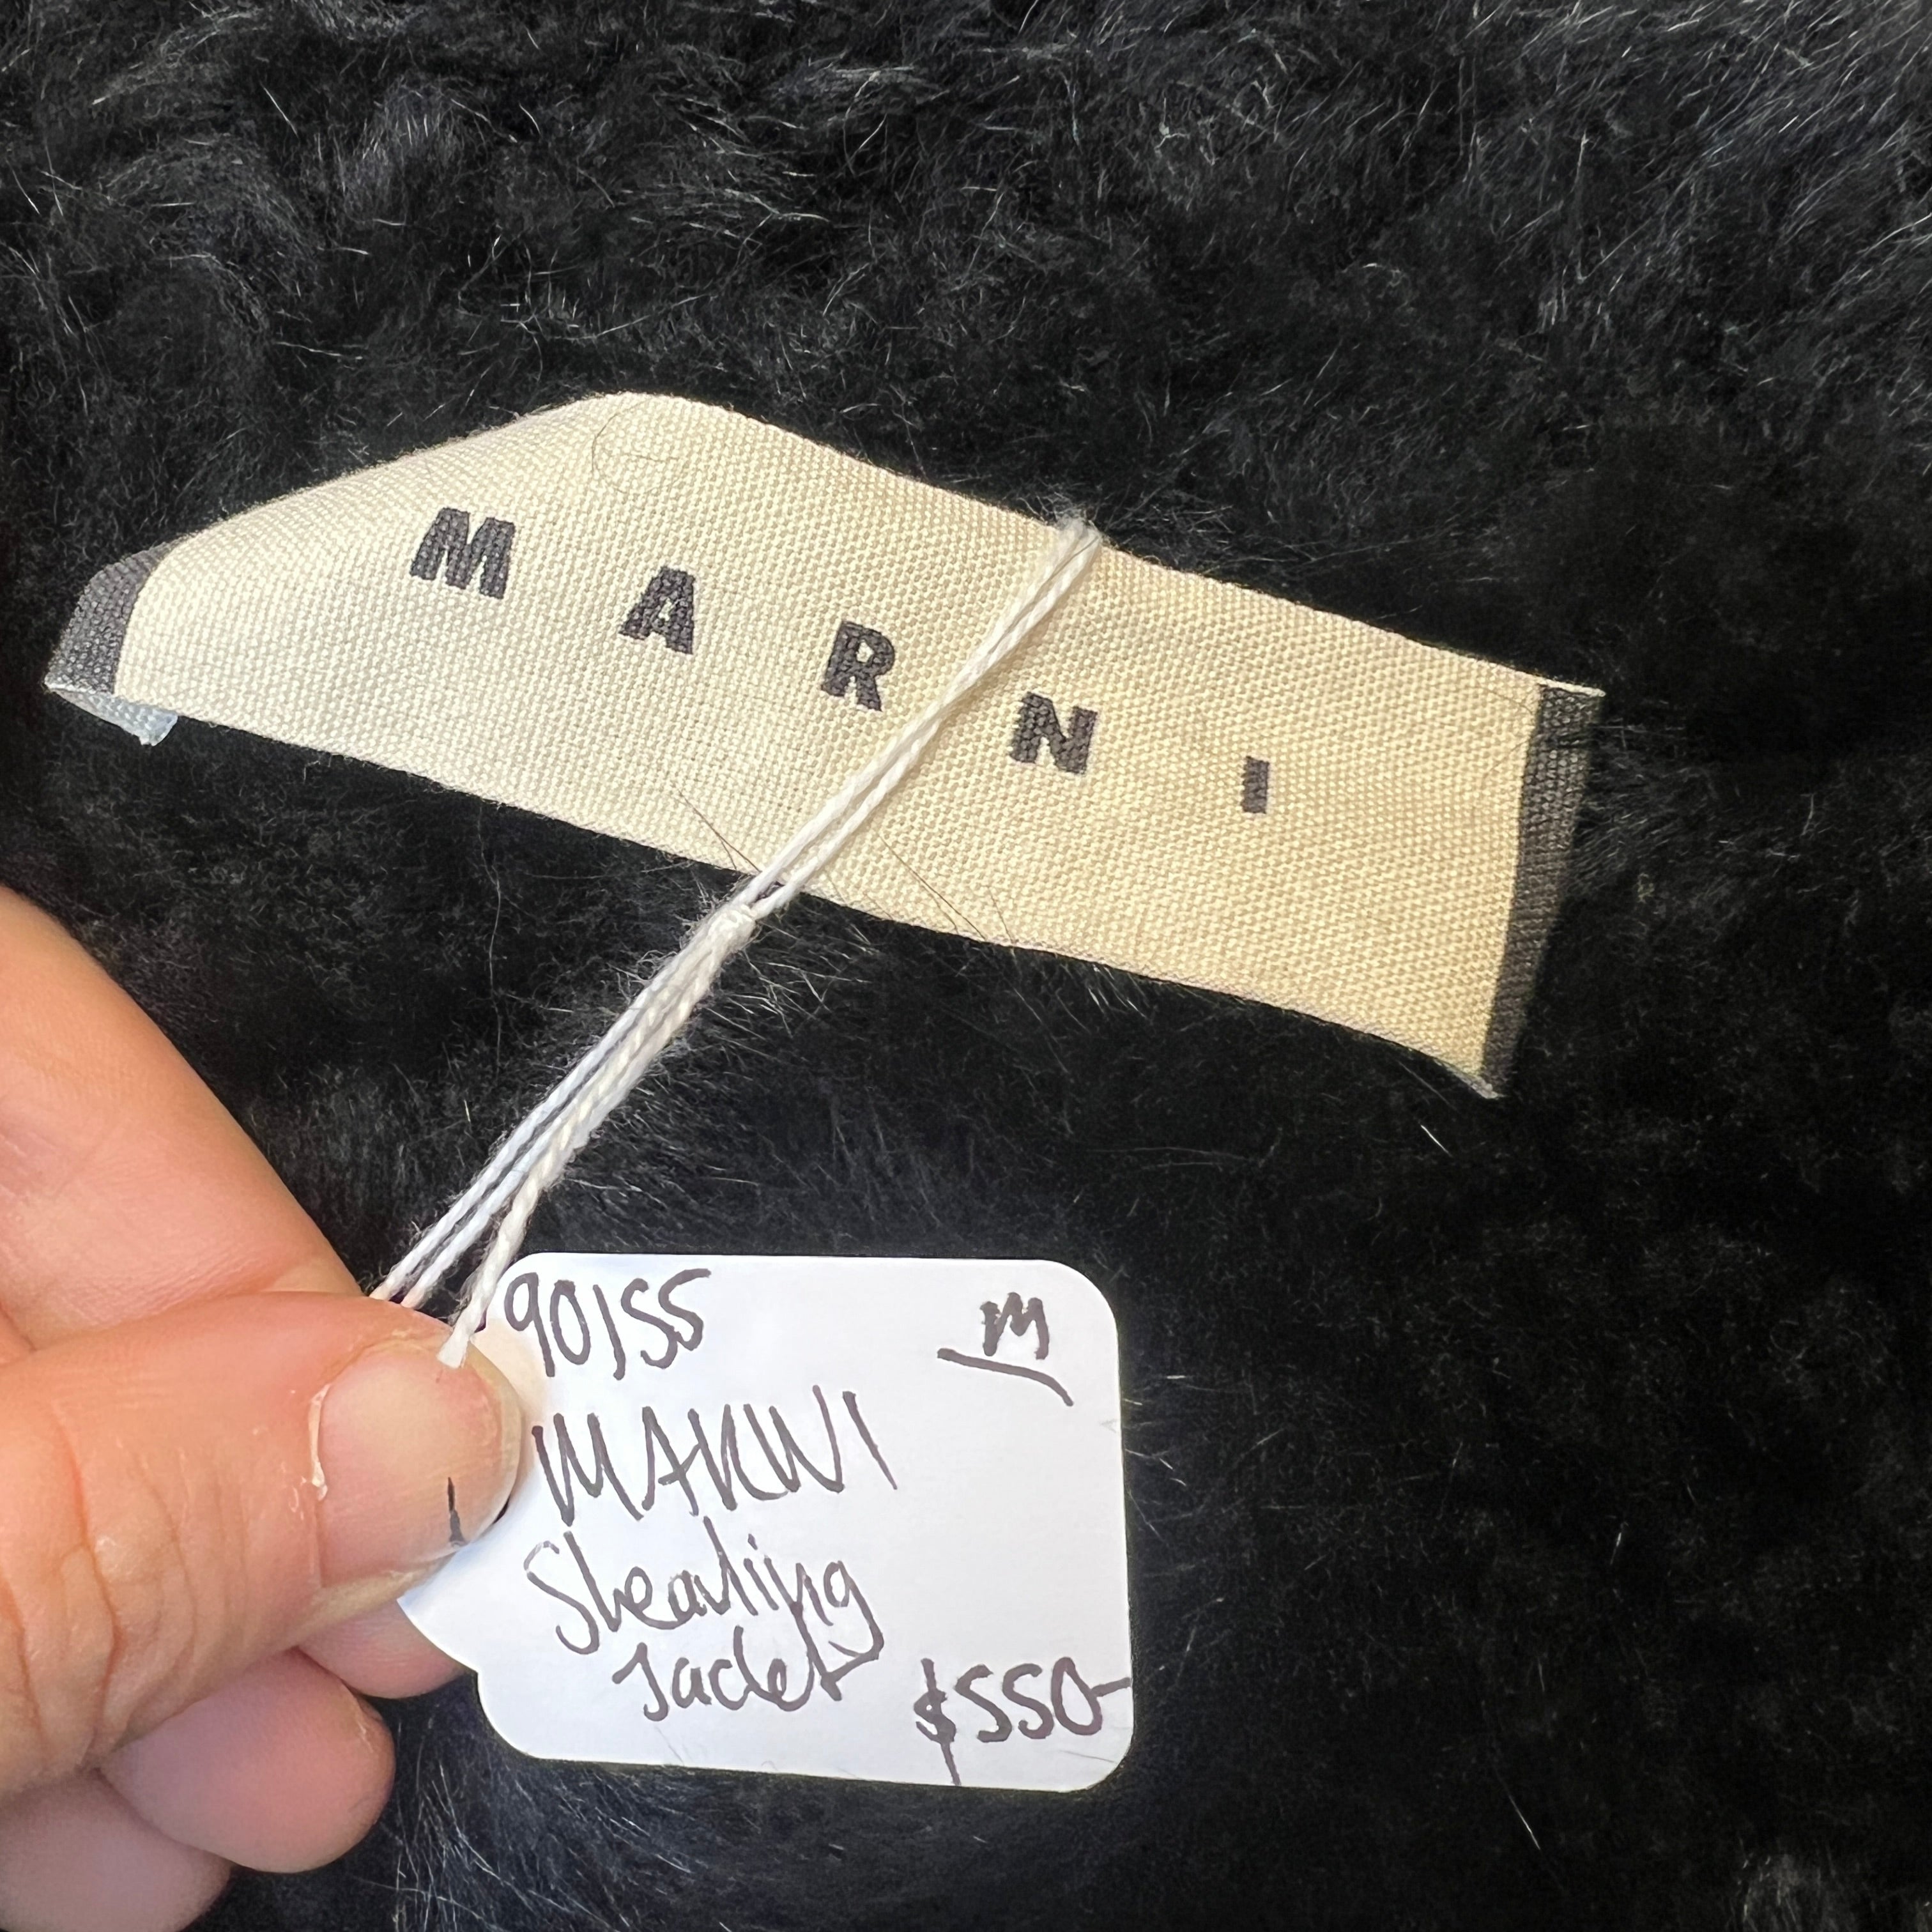 MARNI
90155 M
MARNI
Shearling
Jacket
$550-